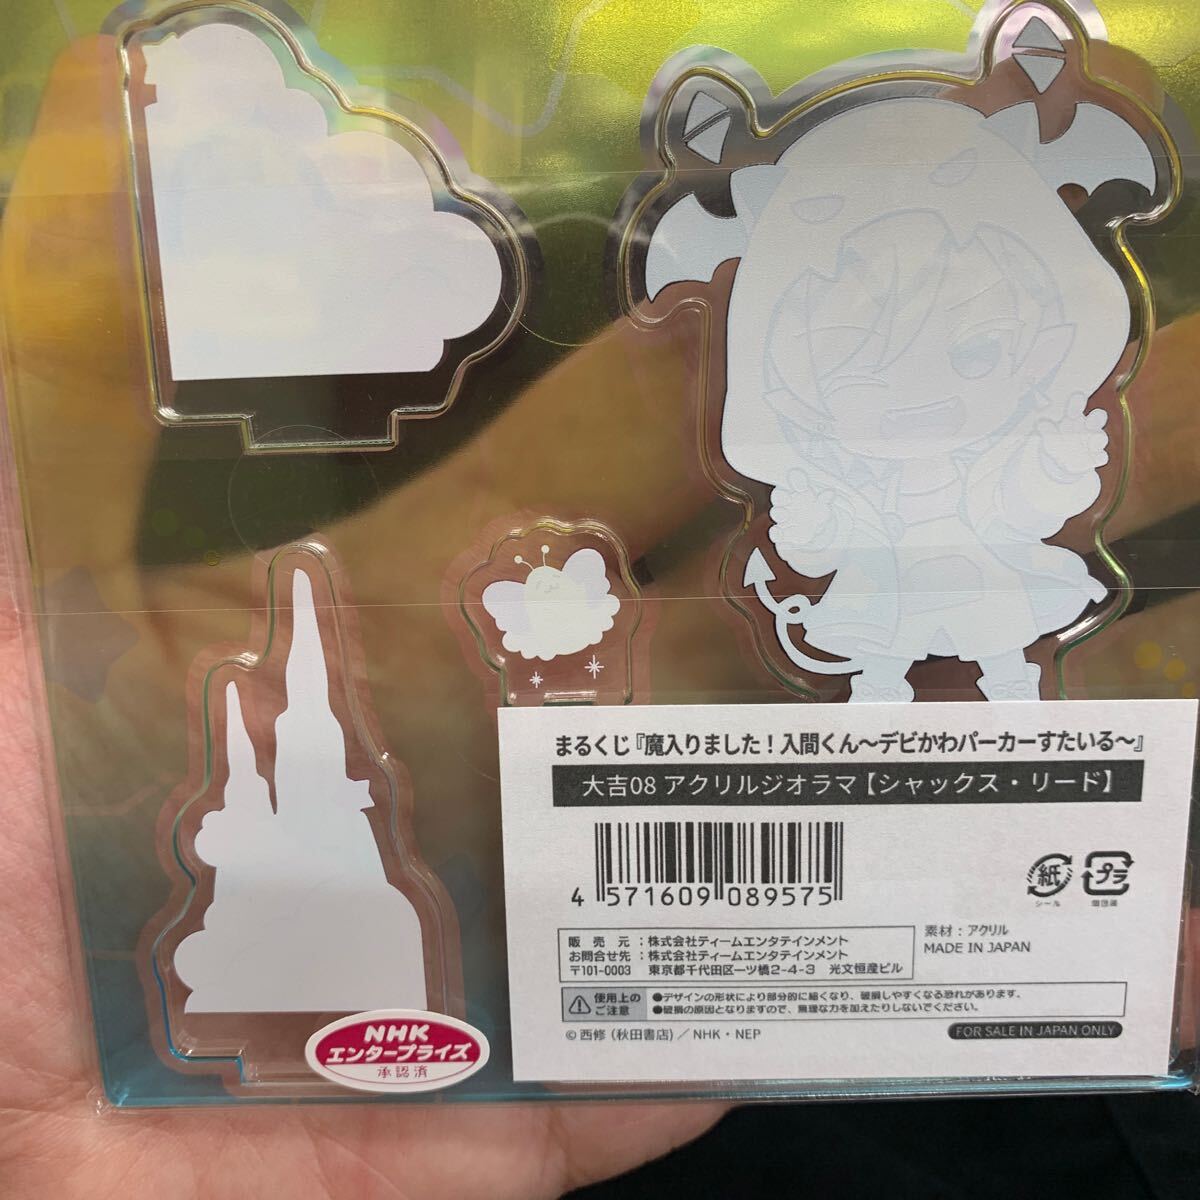 まるくじ『魔入りました！入間くん～デビかわパーカーすたいる～』
大吉08 アクリルジオラマ【シャックス・リード】
4 571609 089575
紙
シール
プラ
個包装
販売元：株式会社ティームエンタテインメント
お問合せ先：株式会社ティームエンタテインメント
〒101-0003 東京都千代田区一ツ橋2-4-3 光文恒産ビル
素材：アクリル
MADE IN JAPAN
使用上の
ご注意
●デザインの形状により部分的に細くなり、破損しやすくなる恐れがあります。
●破損の原因となりますので、無理な力を加えたりしないでください。
©西修（秋田書店）／NHK・NEP
FOR SALE IN JAPAN ONLY
NHK
エンタープライズ
承認済